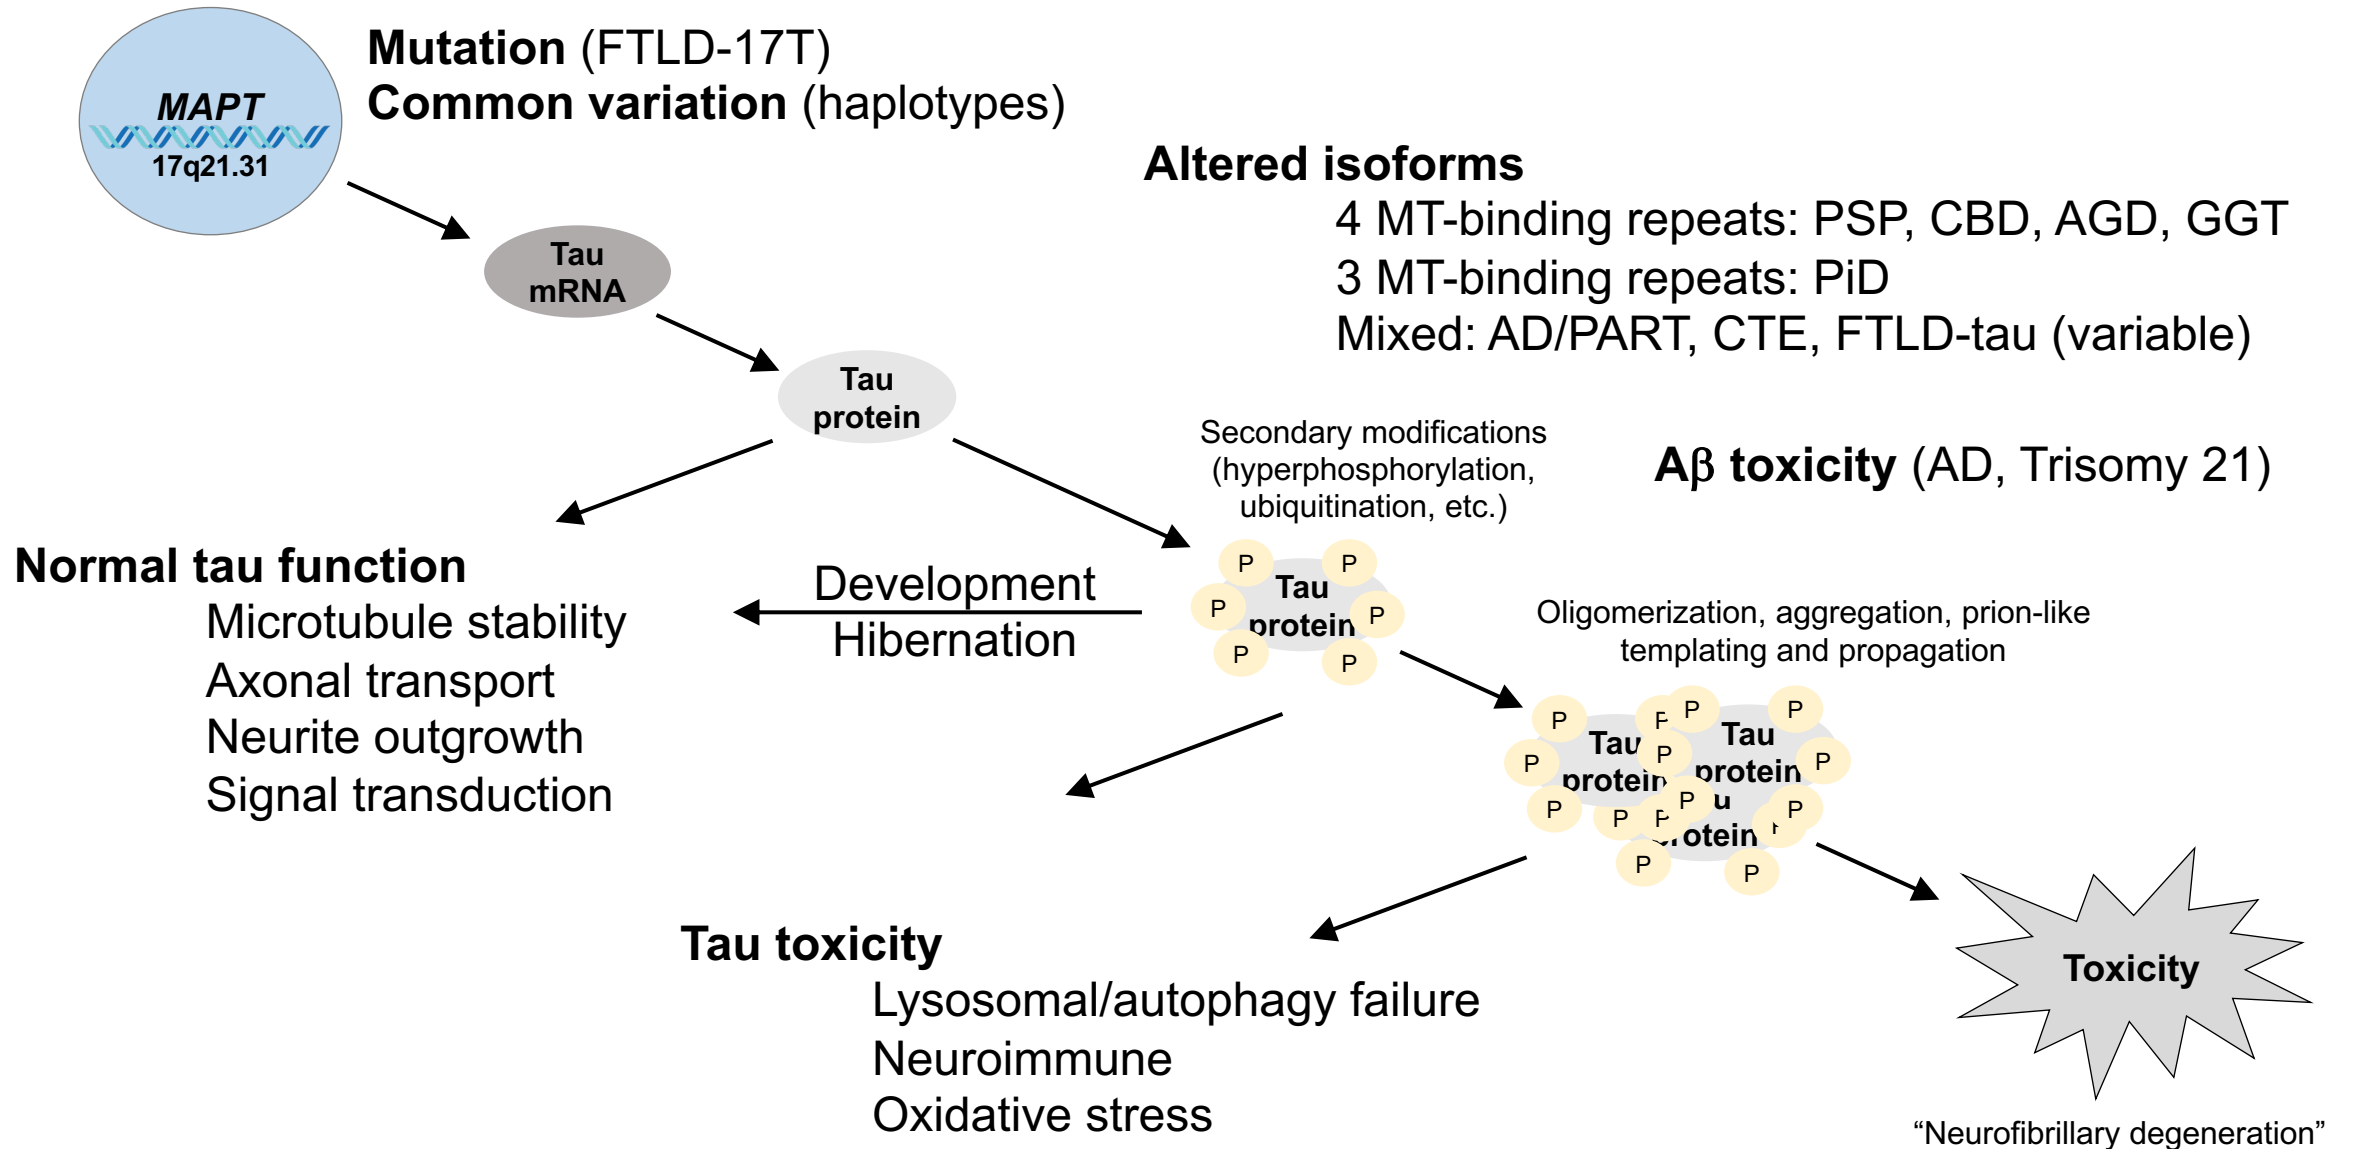 Mutation (FTLD-17T)
Common variation (haplotypes)
MAPT
17q21.31
Altered isoforms
4 MT-binding repeats: PSP, CBD, AGD, GGT
3 MT-binding repeats: PiD
Mixed: AD/PART, CTE, FTLD-tau (variable)
Tau
mRNA
Tau
protein
Secondary modifications
(hyperphosphorylation,
ubiquitination, etc.)
Aβ toxicity (AD, Trisomy 21)
Normal tau function
Microtubule stability
Axonal transport
Neurite outgrowth
Signal transduction
Development
Hibernation
P
P
Tau
P
P
protein
P
P
Oligomerization, aggregation, prion-like
templating and propagation
P
P
P
P
Tau
Tau
P
P
P
protein
protein
P
P
P
u
P
P
otein
P
P
Tau toxicity
Lysosomal/autophagy failure
Neuroimmune
Oxidative stress
Toxicity
“Neurofibrillary degeneration”